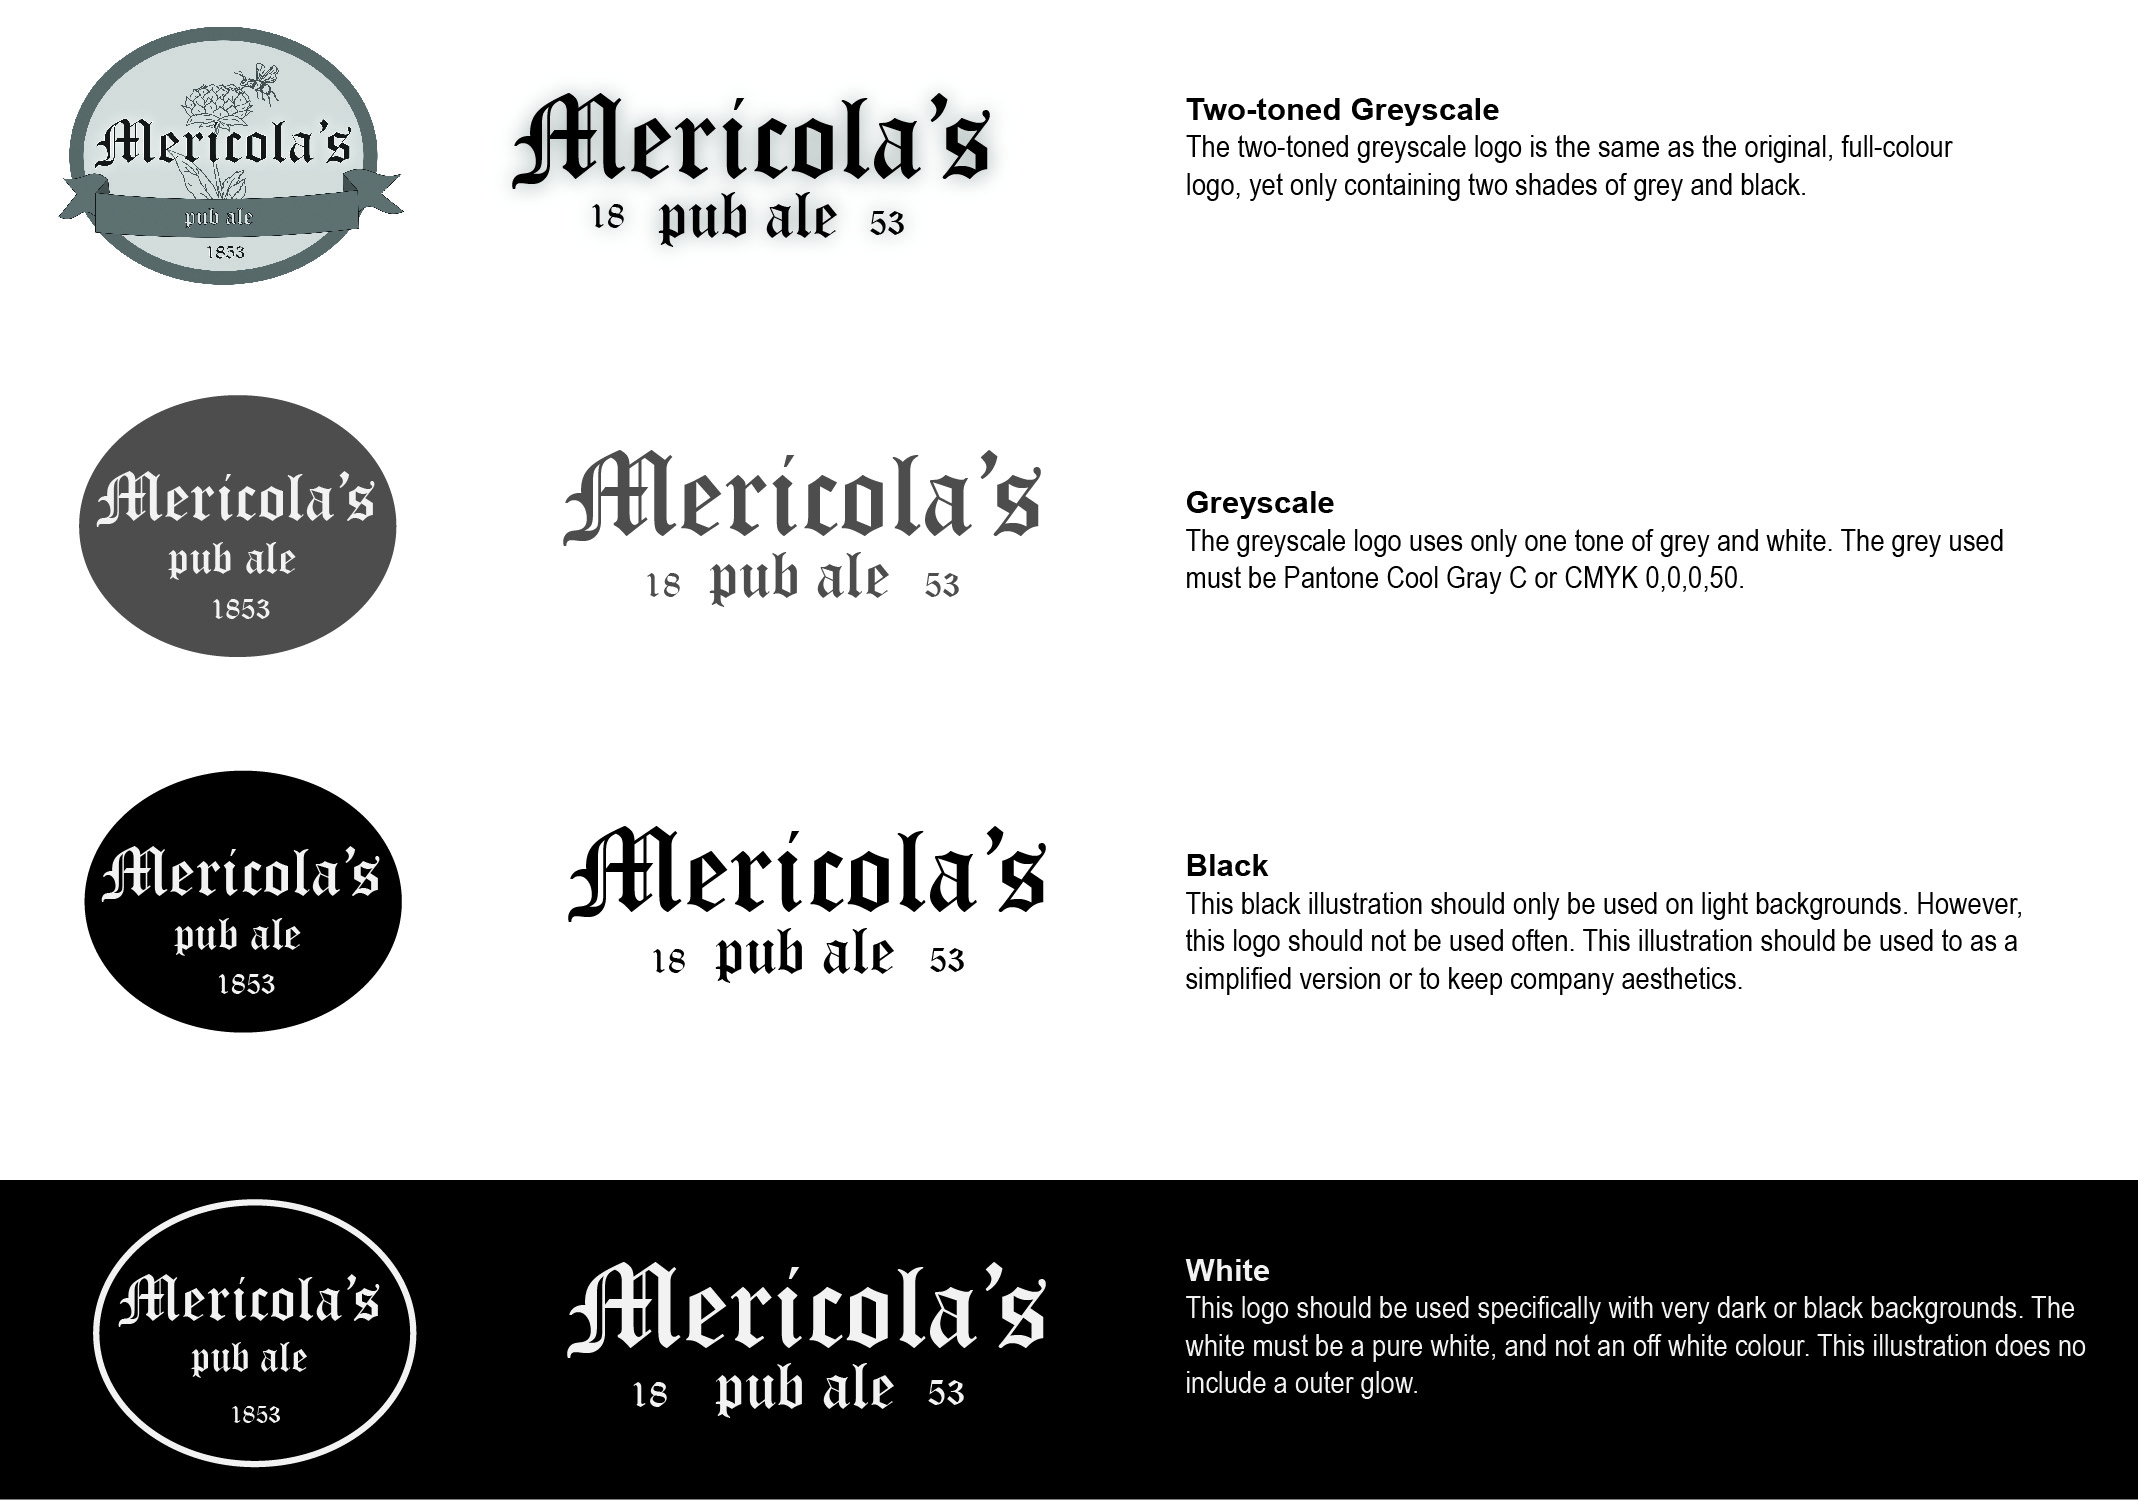 Mericola's
pub ale
1853
Mericola's
18 pub ale 53
Two-toned Greyscale
The two-toned greyscale logo is the same as the original, full-colour
logo, yet only containing two shades of grey and black.
Mericola's
pub ale
1853
Mericola's
18 pub ale 53
Greyscale
The greyscale logo uses only one tone of grey and white. The grey used
must be Pantone Cool Gray C or CMYK 0,0,0,50.
Mericola's
pub ale
1853
Mericola's
18 pub ale 53
Black
This black illustration should only be used on light backgrounds. However,
this logo should not be used often. This illustration should be used to as a
simplified version or to keep company aesthetics.
Mericola's
pub ale
1853
Mericola's
18 pub ale 53
White
This logo should be used specifically with very dark or black backgrounds. The
white must be a pure white, and not an off white colour. This illustration does no
include a outer glow.